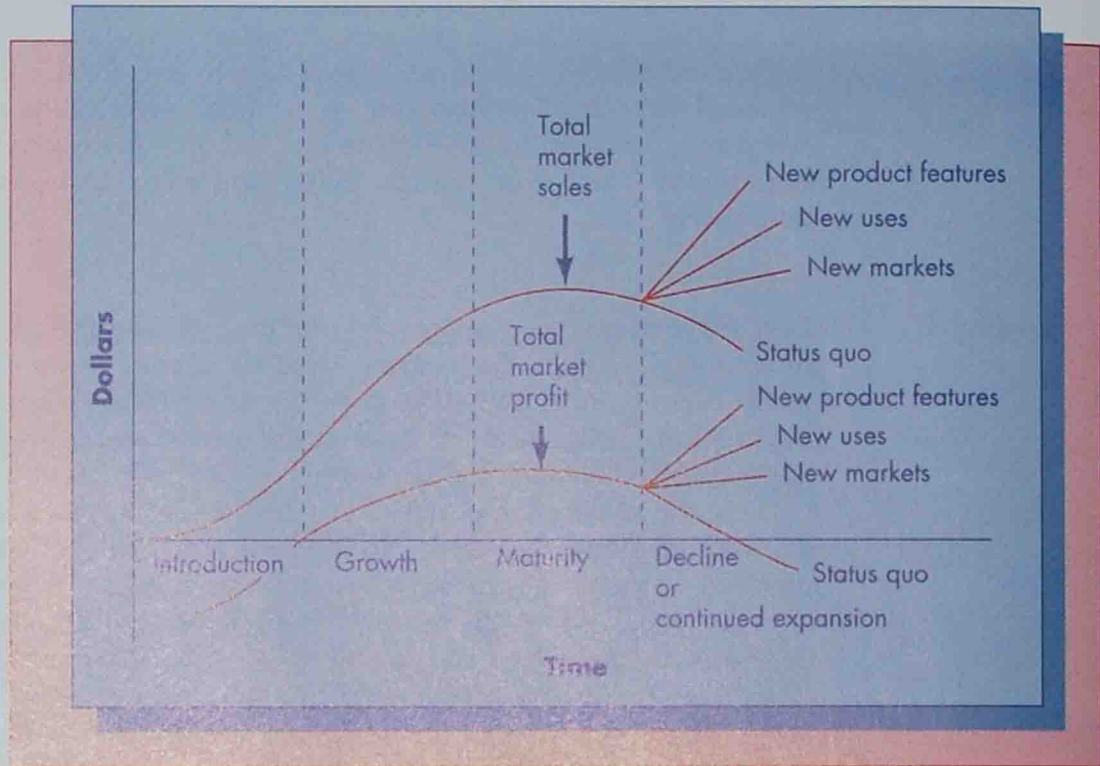 Total
market
sales
New product features
New uses
New markets
Total
market
profit
Status quo
New product features
New uses
New markets
Dollars
Introduction
Growth
Maturity
Decline
or
continued expansion
Status quo
Time